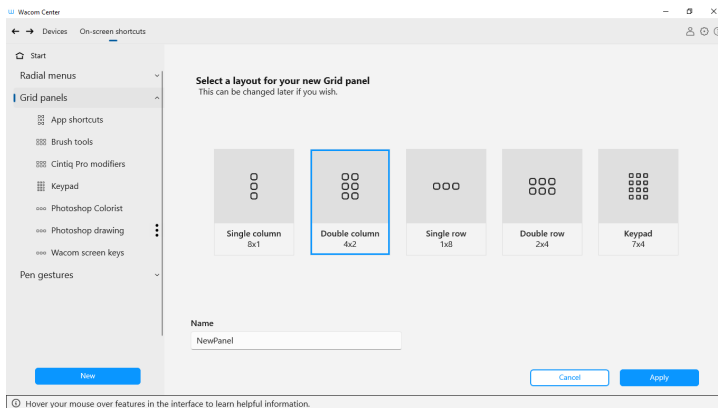 Wacom Center
Devices On-screen shortcuts
Start
Radial menus
Grid panels
App shortcuts
Brush tools
Cintiq Pro modifiers
Keypad
Photoshop Colorist
Photoshop drawing
Wacom screen keys
Pen gestures
New
Select a layout for your new Grid panel
This can be changed later if you wish.
Single column
8x1
Double column
4x2
Single row
1x8
Double row
2x4
Keypad
7x4
Name
NewPanel
Cancel Apply
Hover your mouse over features in the interface to learn helpful information.